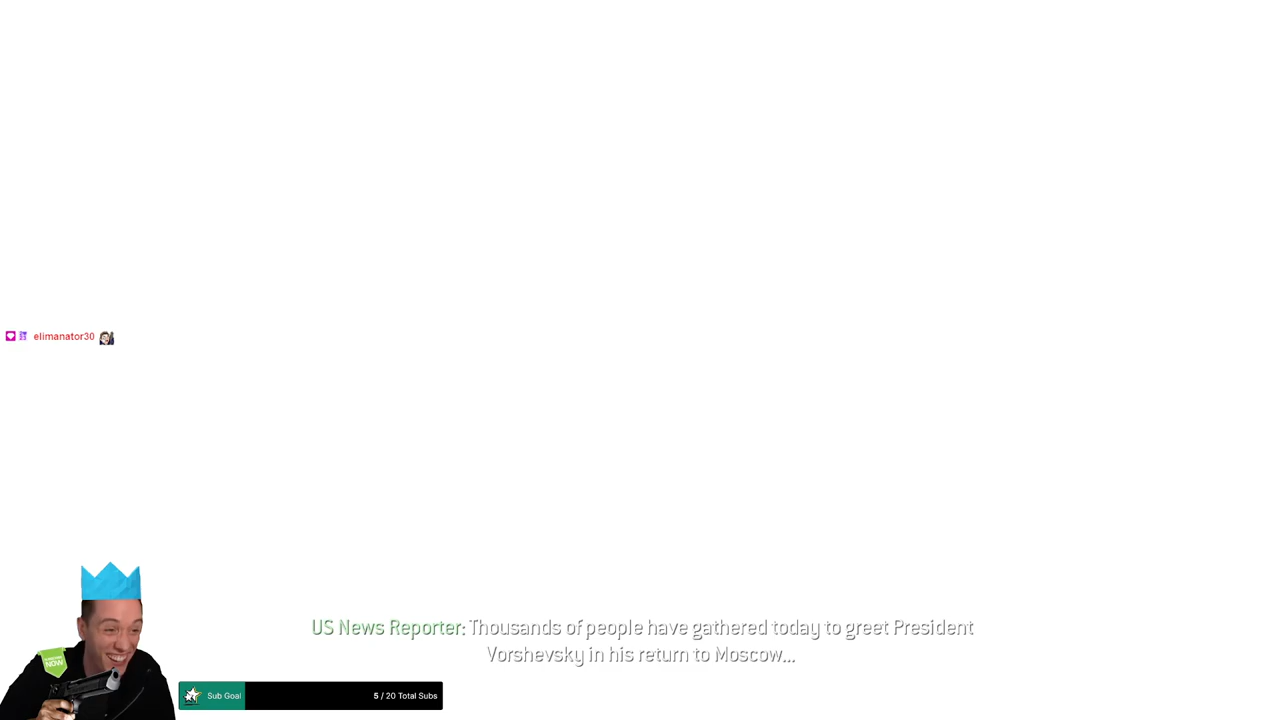 elimanator30
US News Reporter: Thousands of people have gathered today to greet President
Vorshevsky in his return to Moscow...
NOW
Sub Goal
5 / 20 Total Subs